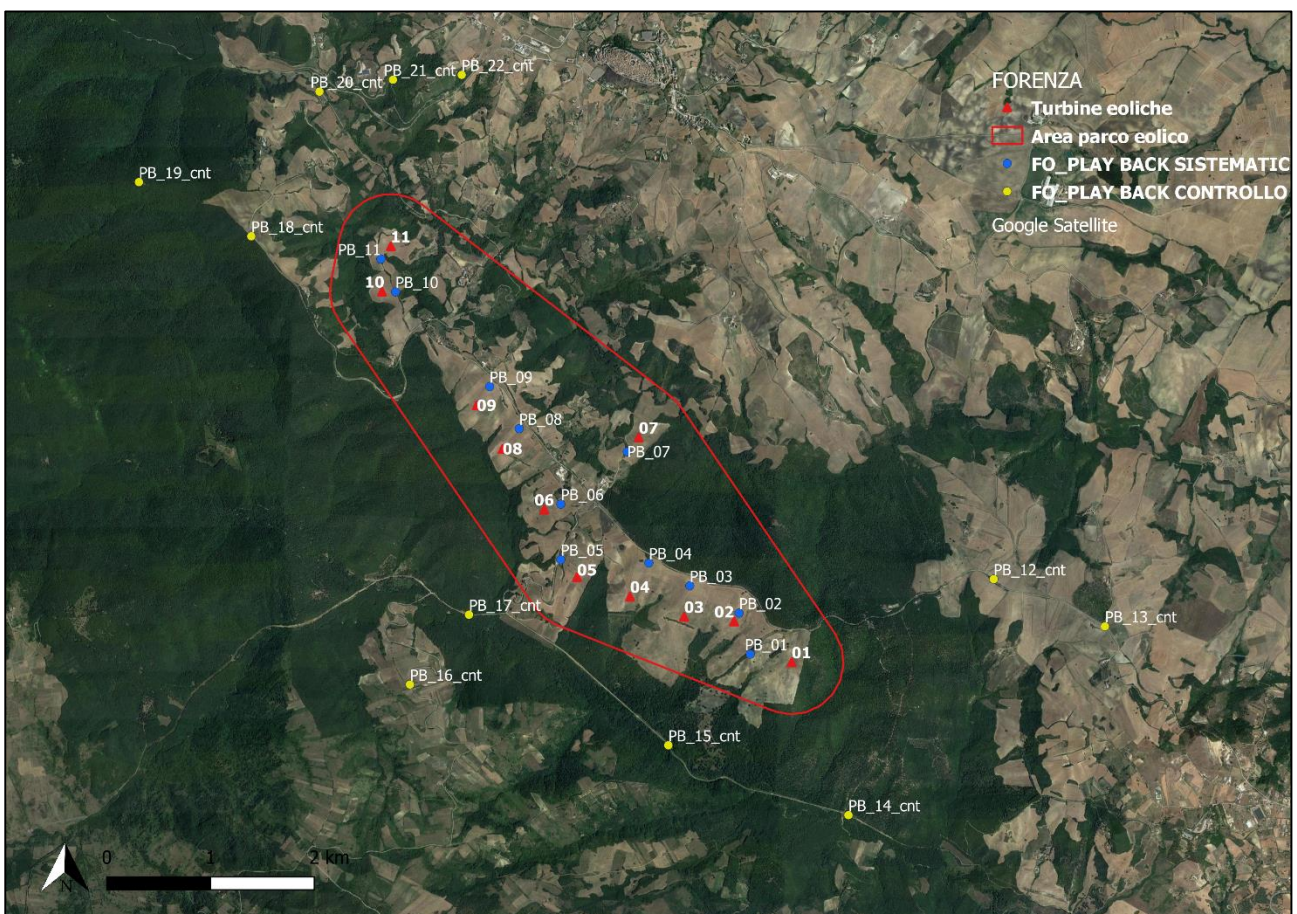 PB_20_cnt
PB_21_cnt
PB_22_cnt
FORENZA
Turbine eoliche
Area parco eolico
FO_PLAY BACK SISTEMATIC
FO_PLAY BACK CONTROLLO
Google Satellite
PB_19_cnt
PB_18_cnt
11
PB_11
10
PB_10
PB_09
09
PB_08
08
07
PB_07
06
PB_06
PB_05
05
PB_04
04
PB_03
03
PB_02
02
PB_01
01
PB_12_cnt
PB_13_cnt
PB_17_cnt
PB_16_cnt
PB_15_cnt
PB_14_cnt
N
0 1 2 km